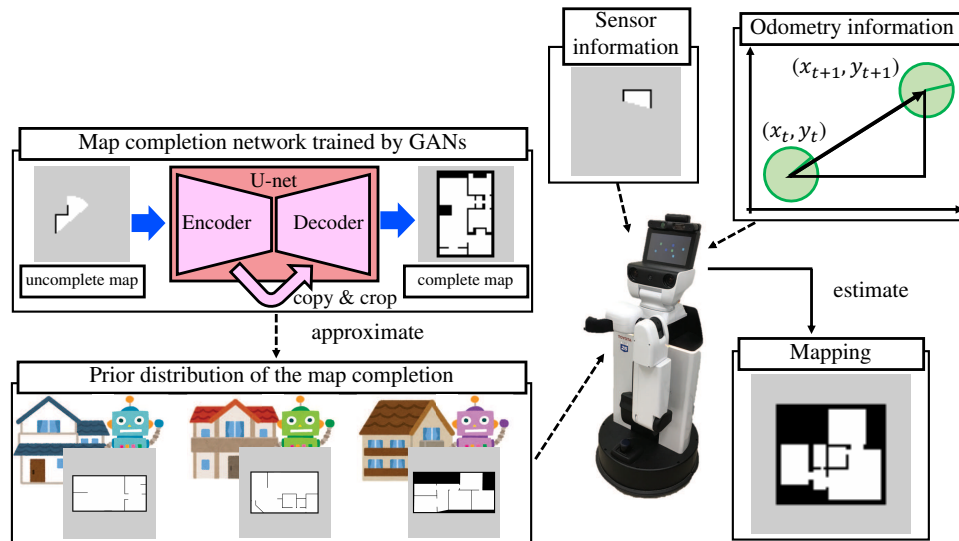 Sensor
information
Odometry information
(x_{t+1}, y_{t+1})
(x_t, y_t)
Map completion network trained by GANs
U-net
Encoder
Decoder
uncomplete map
complete map
copy & crop
approximate
estimate
Prior distribution of the map completion
Mapping